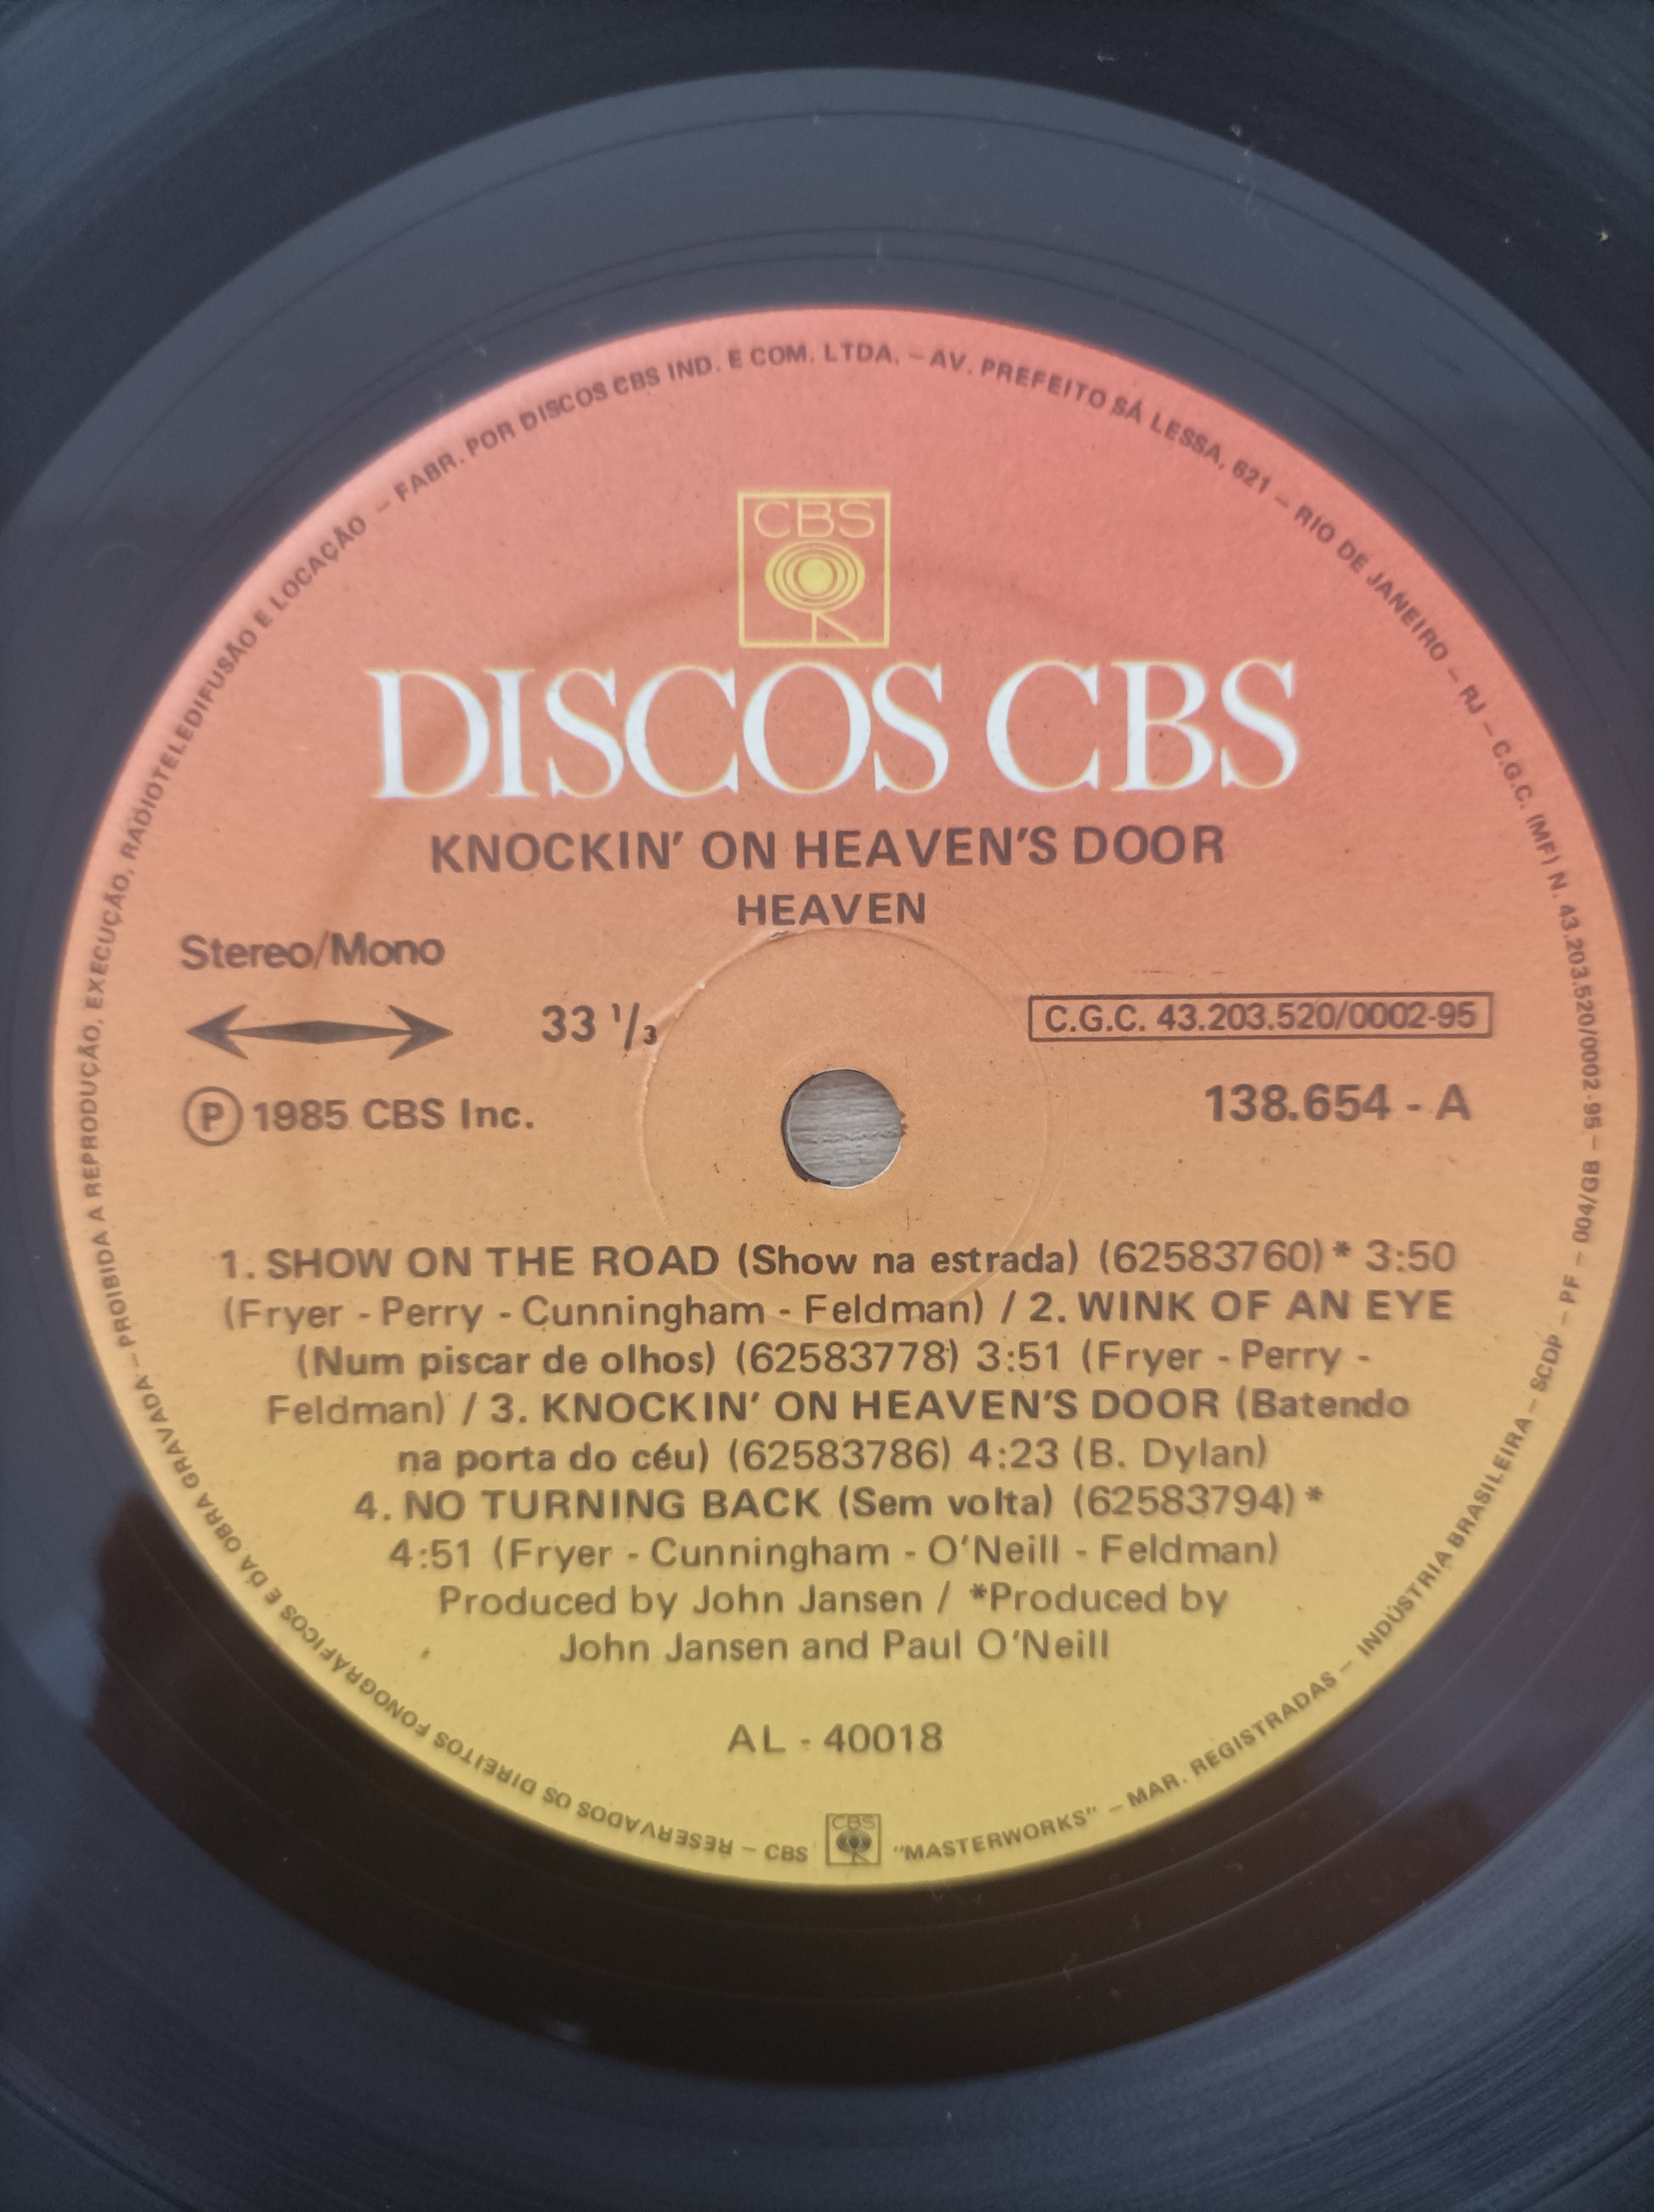 CBS
DISCOS CBS
KNOCKIN' ON HEAVEN'S DOOR
HEAVEN
Stereo/Mono
33 1/3
C.G.C. 43.203.520/0002-95
Ⓟ 1985 CBS Inc.
138.654 - A
1. SHOW ON THE ROAD (Show na estrada) (62583760)* 3:50
(Fryer - Perry - Cunningham - Feldman) / 2. WINK OF AN EYE
(Num piscar de olhos) (62583778) 3:51 (Fryer - Perry -
Feldman) / 3. KNOCKIN' ON HEAVEN'S DOOR (Batendo
na porta do céu) (62583786) 4:23 (B. Dylan)
4. NO TURNING BACK (Sem volta) (62583794)*
4:51 (Fryer - Cunningham - O'Neill - Feldman)
Produced by John Jansen / *Produced by
John Jansen and Paul O'Neill
AL - 40018
CBS
"MASTERWORKS" – MAR. REGISTRADAS – INDÚSTRIA BRASILEIRA – SCDP – PF – 004/GB – CBS – RESERVADOS OS DIREITOS FONOGRÁFICOS E DA OBRA GRAVADA – PROIBIDA A REPRODUÇÃO, EXECUÇÃO, RADIOTELEDIFUSÃO E LOCAÇÃO – FABR. POR DISCOS CBS IND. E COM. LTDA. – AV. PREFEITO SÁ LESSA, 621 – RIO DE JANEIRO – RJ – C.G.C. (MF) N. 43.203.520/0002-95 –